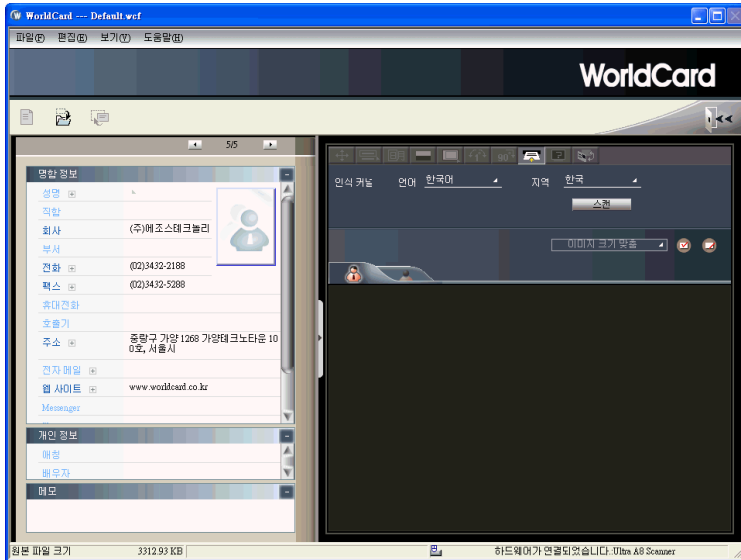 WorldCard --- Default.wcf
파일(F) 편집(E) 보기(V) 도움말(H)
WorldCard
5/5
명함 정보
성명
직함
회사 (주)에조스테크놀리
부서
전화 (02)3432-2188
팩스 (02)3432-5288
휴대전화
호출기
주소 중랑구 가양 1268 가양테크노타운 10
0호, 서울시
전자 메일
웹 사이트 www.worldcard.co.kr
Messenger
개인 정보
애칭
배우자
메모
90°
인식 커널 언어 한국어 지역 한국
스캔
이미지 크기 맞춤
원본 파일 크기 3312.93 KB 하드웨어가 연결되었습니다.:Ultra A8 Scanner